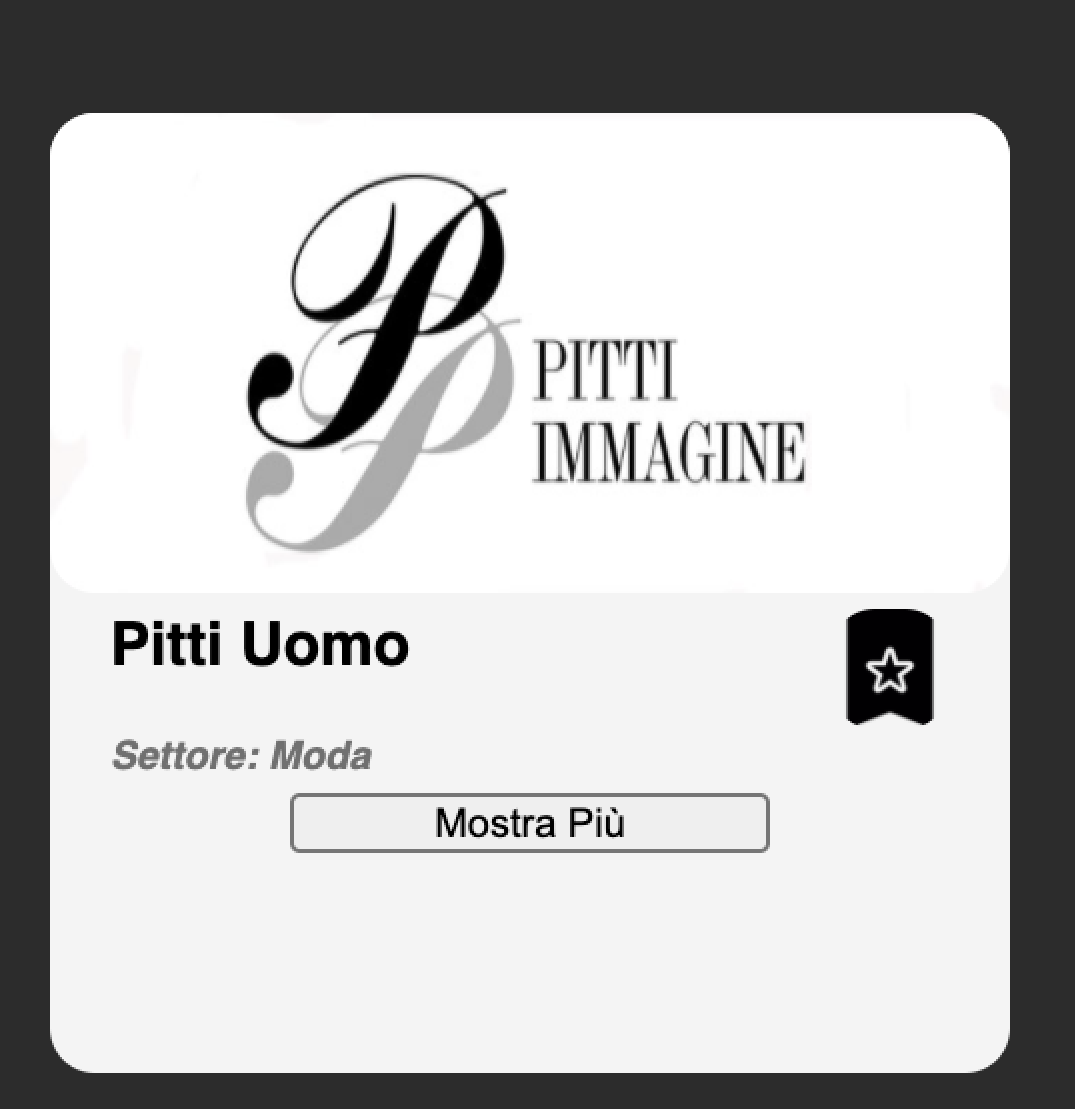 PITTI
IMMAGINE
Pitti Uomo
Settore: Moda
Mostra Più